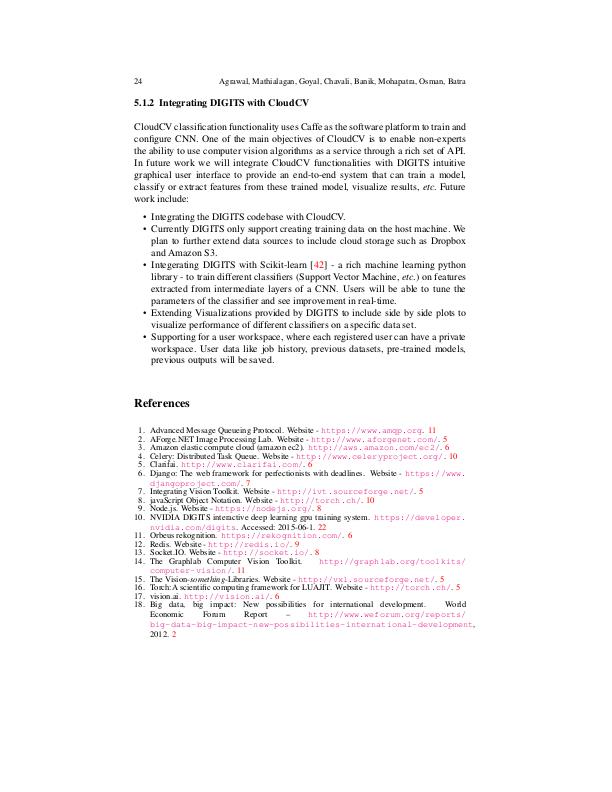 24 Agrawal, Mathialagan, Goyal, Chavali, Banik, Mohapatra, Osman, Batra
5.1.2 Integrating DIGITS with CloudCV
CloudCV classification functionality uses Caffe as the software platform to train and
configure CNN. One of the main objectives of CloudCV is to enable non-experts
the ability to use computer vision algorithms as a service through a rich set of API.
In future work we will integrate CloudCV functionalities with DIGITS intuitive
graphical user interface to provide an end-to-end system that can train a model,
classify or extract features from these trained model, visualize results, etc. Future
work include:
• Integrating the DIGITS codebase with CloudCV.
• Currently DIGITS only support creating training data on the host machine. We
plan to further extend data sources to include cloud storage such as Dropbox
and Amazon S3.
• Integerating DIGITS with Scikit-learn [42] - a rich machine learning python
library - to train different classifiers (Support Vector Machine, etc.) on features
extracted from intermediate layers of a CNN. Users will be able to tune the
parameters of the classifier and see improvement in real-time.
• Extending Visualizations provided by DIGITS to include side by side plots to
visualize performance of different classifiers on a specific data set.
• Supporting for a user workspace, where each registered user can have a private
workspace. User data like job history, previous datasets, pre-trained models,
previous outputs will be saved.
References
1. Advanced Message Queueing Protocol. Website - https://www.amqp.org. 11
2. AForge.NET Image Processing Lab. Website - http://www.aforgenet.com/. 5
3. Amazon elastic compute cloud (amazon ec2). http://aws.amazon.com/ec2/. 6
4. Celery: Distributed Task Queue. Website - http://www.celeryproject.org/. 10
5. Clarifai. http://www.clarifai.com/. 6
6. Django: The web framework for perfectionists with deadlines. Website - https://www.
djangoproject.com/. 7
7. Integrating Vision Toolkit. Website - http://ivt.sourceforge.net/. 5
8. javaScript Object Notation. Website - http://torch.ch/. 10
9. Node.js. Website - https://nodejs.org/. 8
10. NVIDIA DIGITS interactive deep learning gpu training system. https://developer.
nvidia.com/digits. Accessed: 2015-06-1. 22
11. Orbeus rekognition. https://rekognition.com/. 6
12. Redis. Website - http://redis.io/. 9
13. Socket.IO. Website - http://socket.io/. 8
14. The Graphlab Computer Vision Toolkit. http://graphlab.org/toolkits/
computer-vision/. 11
15. The Vision-something-Libraries. Website - http://vxl.sourceforge.net/. 5
16. Torch: A scientific computing framework for LUAJIT. Website - http://torch.ch/. 5
17. vision.ai. http://vision.ai/. 6
18. Big data, big impact: New possibilities for international development. World
Economic Forum Report – http://www.weforum.org/reports/
big-data-big-impact-new-possibilities-international-development,
2012. 2